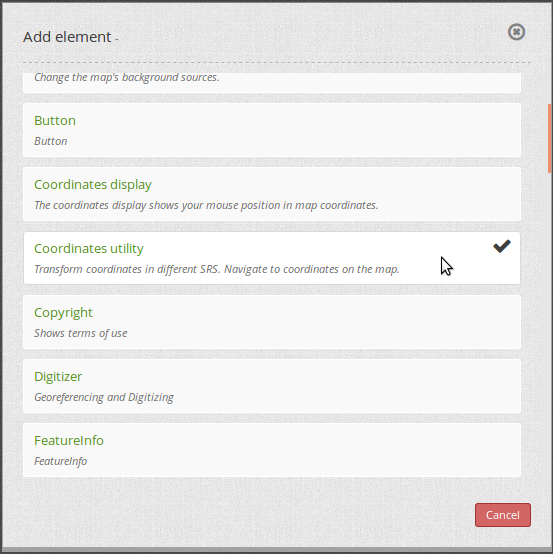 Add element -
Change the map's background sources.
Button
Button
Coordinates display
The coordinates display shows your mouse position in map coordinates.
Coordinates utility
Transform coordinates in different SRS. Navigate to coordinates on the map.
Copyright
Shows terms of use
Digitizer
Georeferencing and Digitizing
FeatureInfo
FeatureInfo
Cancel